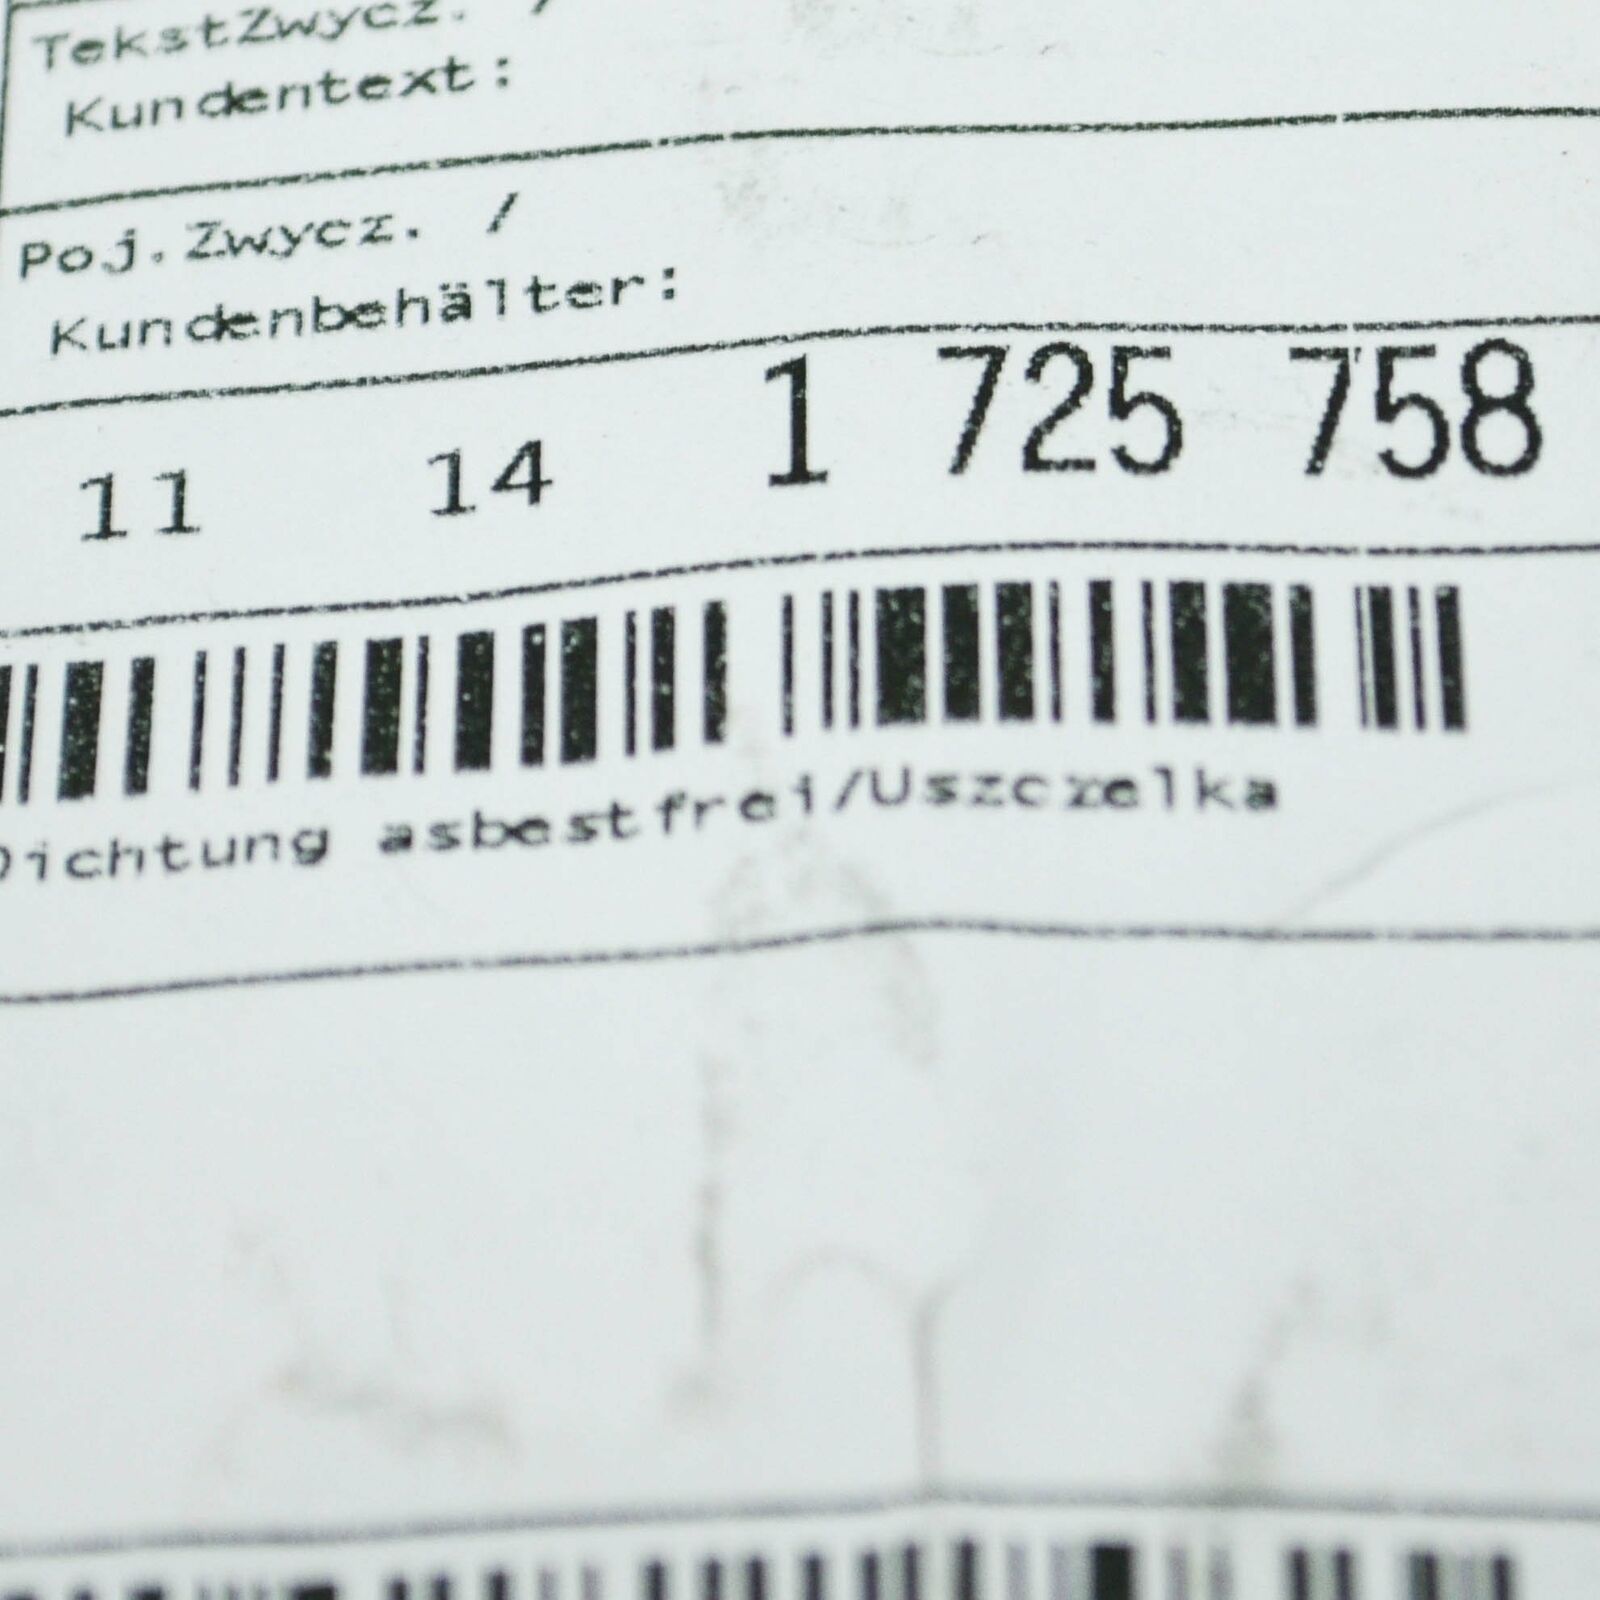 TekstZwycz. /
Kundentext:
Poj.Zwycz. /
Kundenbehälter:
11 14 1 725 758
Dichtung asbestfrei/Uszczelka